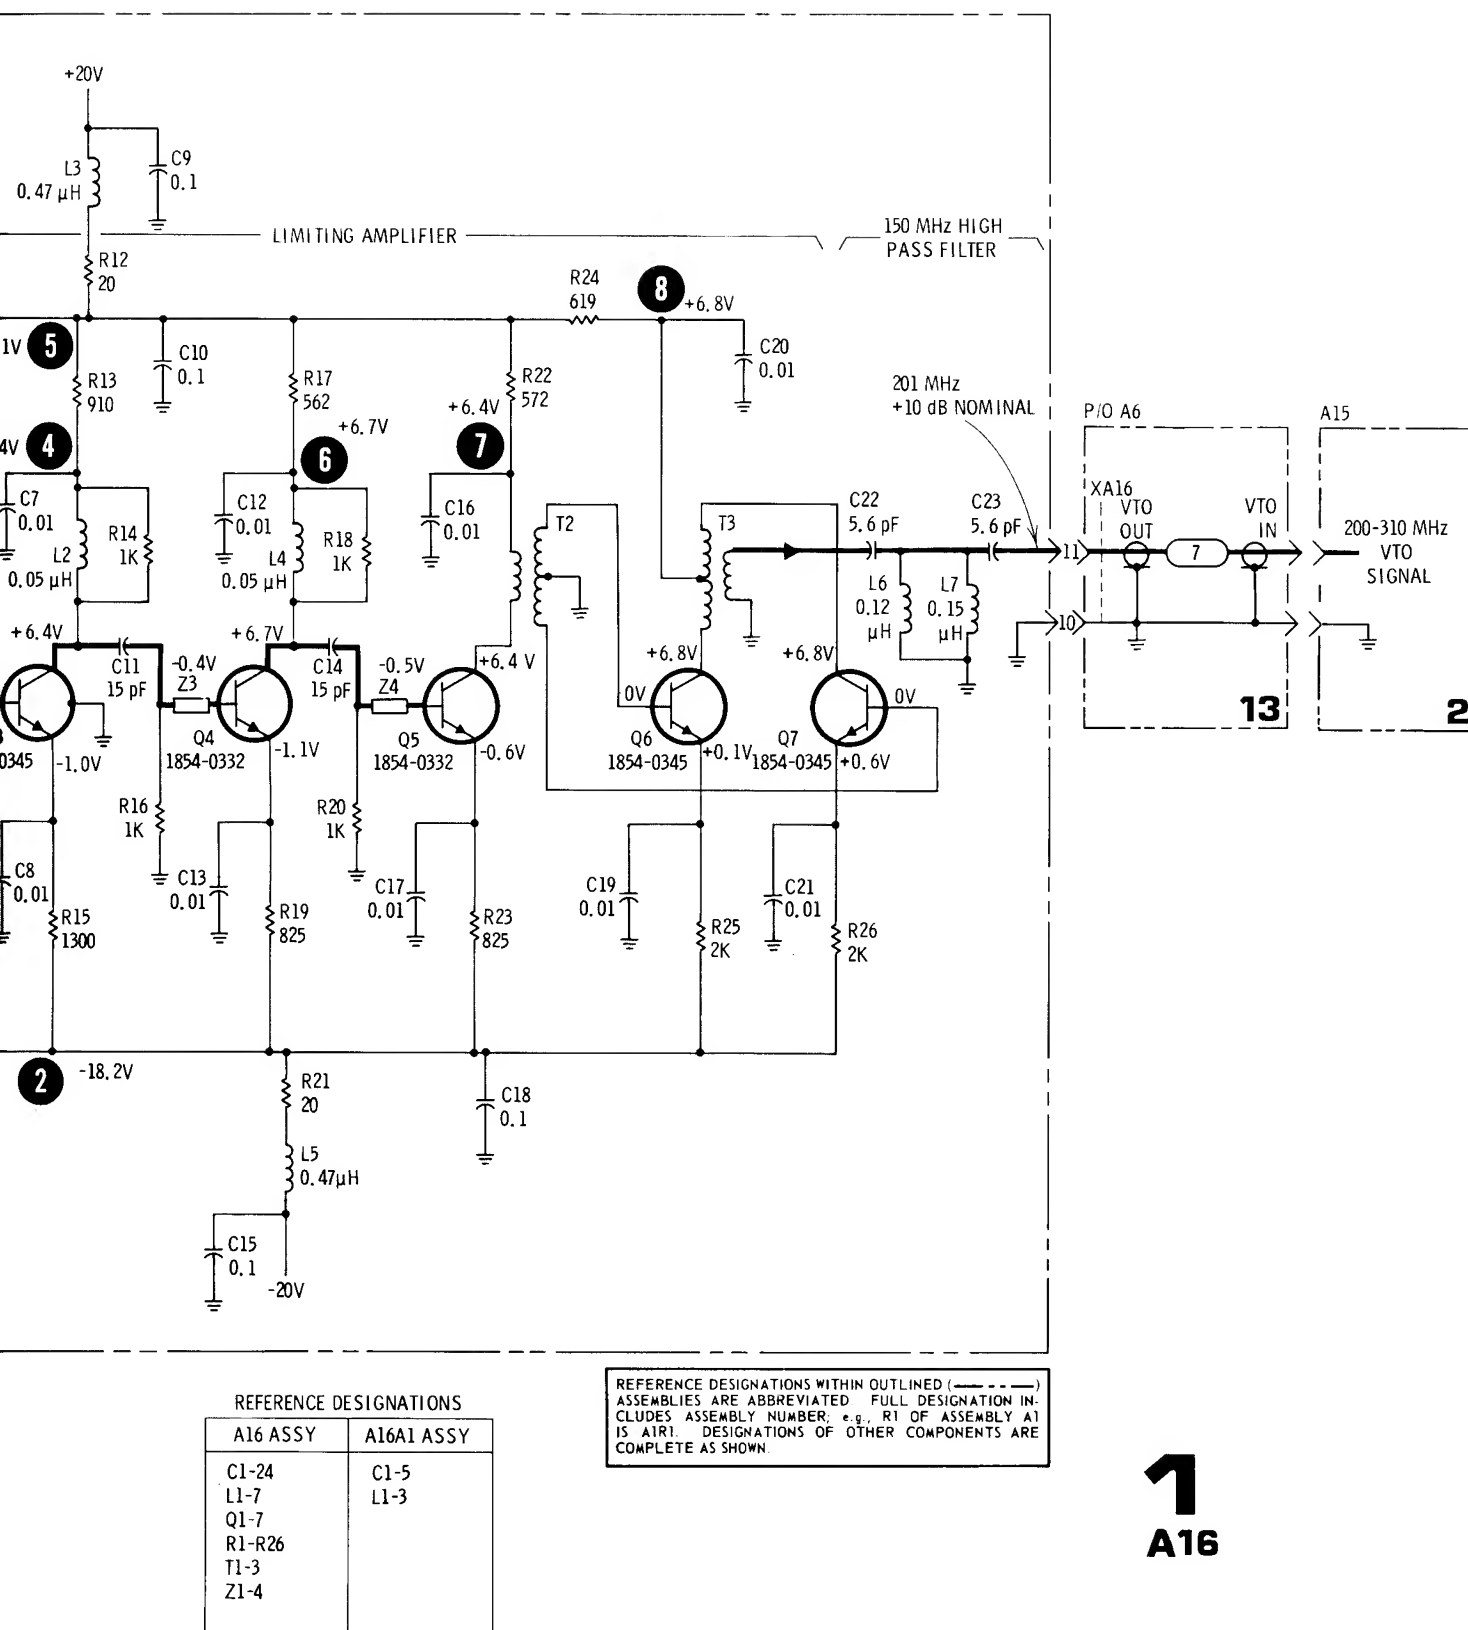 +20V
L3
0.47 µH
C9
0.1
LIMITING AMPLIFIER
150 MHz HIGH
PASS FILTER
R12
20
R24
619
8
+6.8V
1V
5
C10
0.1
C20
0.01
R13
910
R17
562
R22
572
201 MHz
+10 dB NOMINAL
P/O A6
A15
4V
4
+6.7V
6
+6.4V
7
C7
0.01
C12
0.01
C16
0.01
T2
T3
C22
5.6 pF
C23
5.6 pF
XA16
VTO
OUT
VTO
IN
R14
1K
L2
0.05 µH
R18
1K
L4
0.05 µH
11
7
200-310 MHz
VTO
SIGNAL
L6
0.12
µH
L7
0.15
µH
10
+6.4V
C11
15 pF
-0.4V
Z3
+6.7V
C14
15 pF
-0.5V
Z4
+6.4 V
+6.8V
0V
+6.8V
0V
13
2
0345
-1.0V
Q4
1854-0332
-1.1V
Q5
1854-0332
-0.6V
Q6
1854-0345
+0.1V
Q7
1854-0345
+0.6V
R16
1K
R20
1K
C8
0.01
C13
0.01
C17
0.01
C19
0.01
C21
0.01
R15
1300
R19
825
R23
825
R25
2K
R26
2K
2
-18.2V
R21
20
C18
0.1
L5
0.47µH
C15
0.1
-20V
REFERENCE DESIGNATIONS
A16 ASSY
A16A1 ASSY
C1-24
C1-5
L1-7
L1-3
Q1-7
R1-R26
T1-3
Z1-4
REFERENCE DESIGNATIONS WITHIN OUTLINED ( )
ASSEMBLIES ARE ABBREVIATED FULL DESIGNATION IN-
CLUDES ASSEMBLY NUMBER; e.g., R1 OF ASSEMBLY A1
IS A1R1. DESIGNATIONS OF OTHER COMPONENTS ARE
COMPLETE AS SHOWN.
1
A16